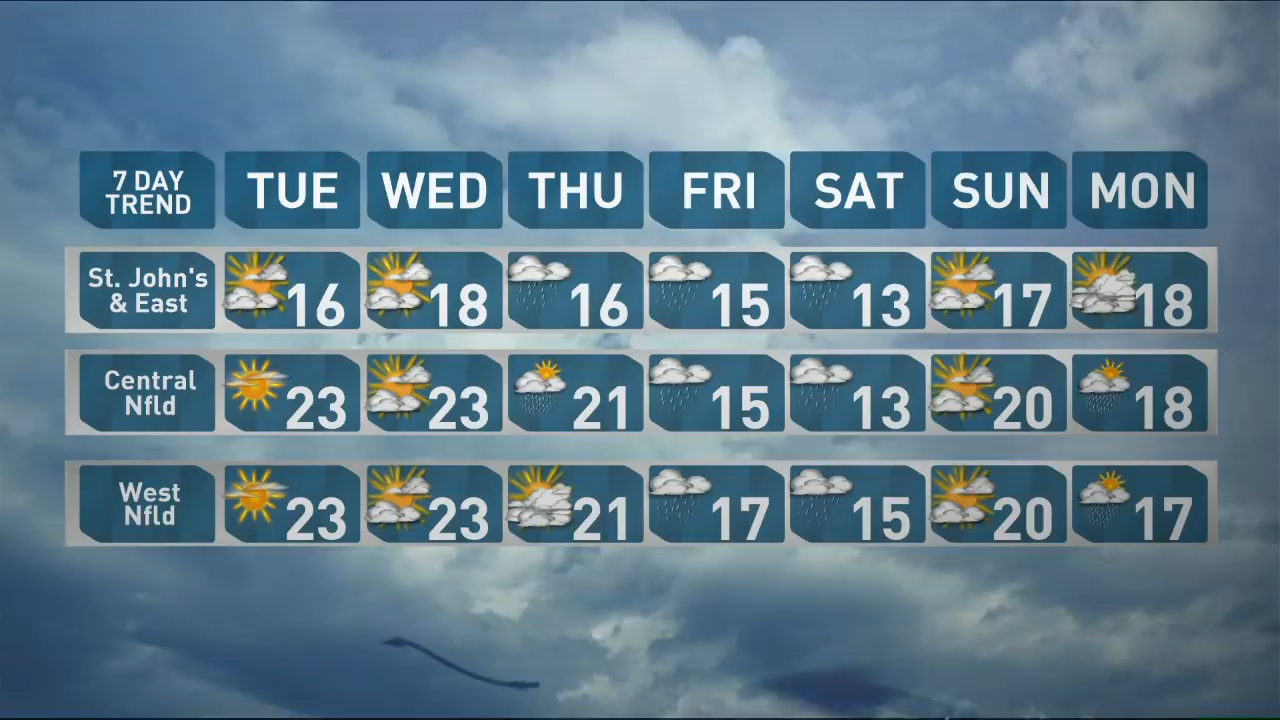 7 DAY
TREND
TUE WED THU FRI SAT SUN MON
St. John's
& East
16 18 16 15 13 17 18
Central
Nfld
23 23 21 15 13 20 18
West
Nfld
23 23 21 17 15 20 17